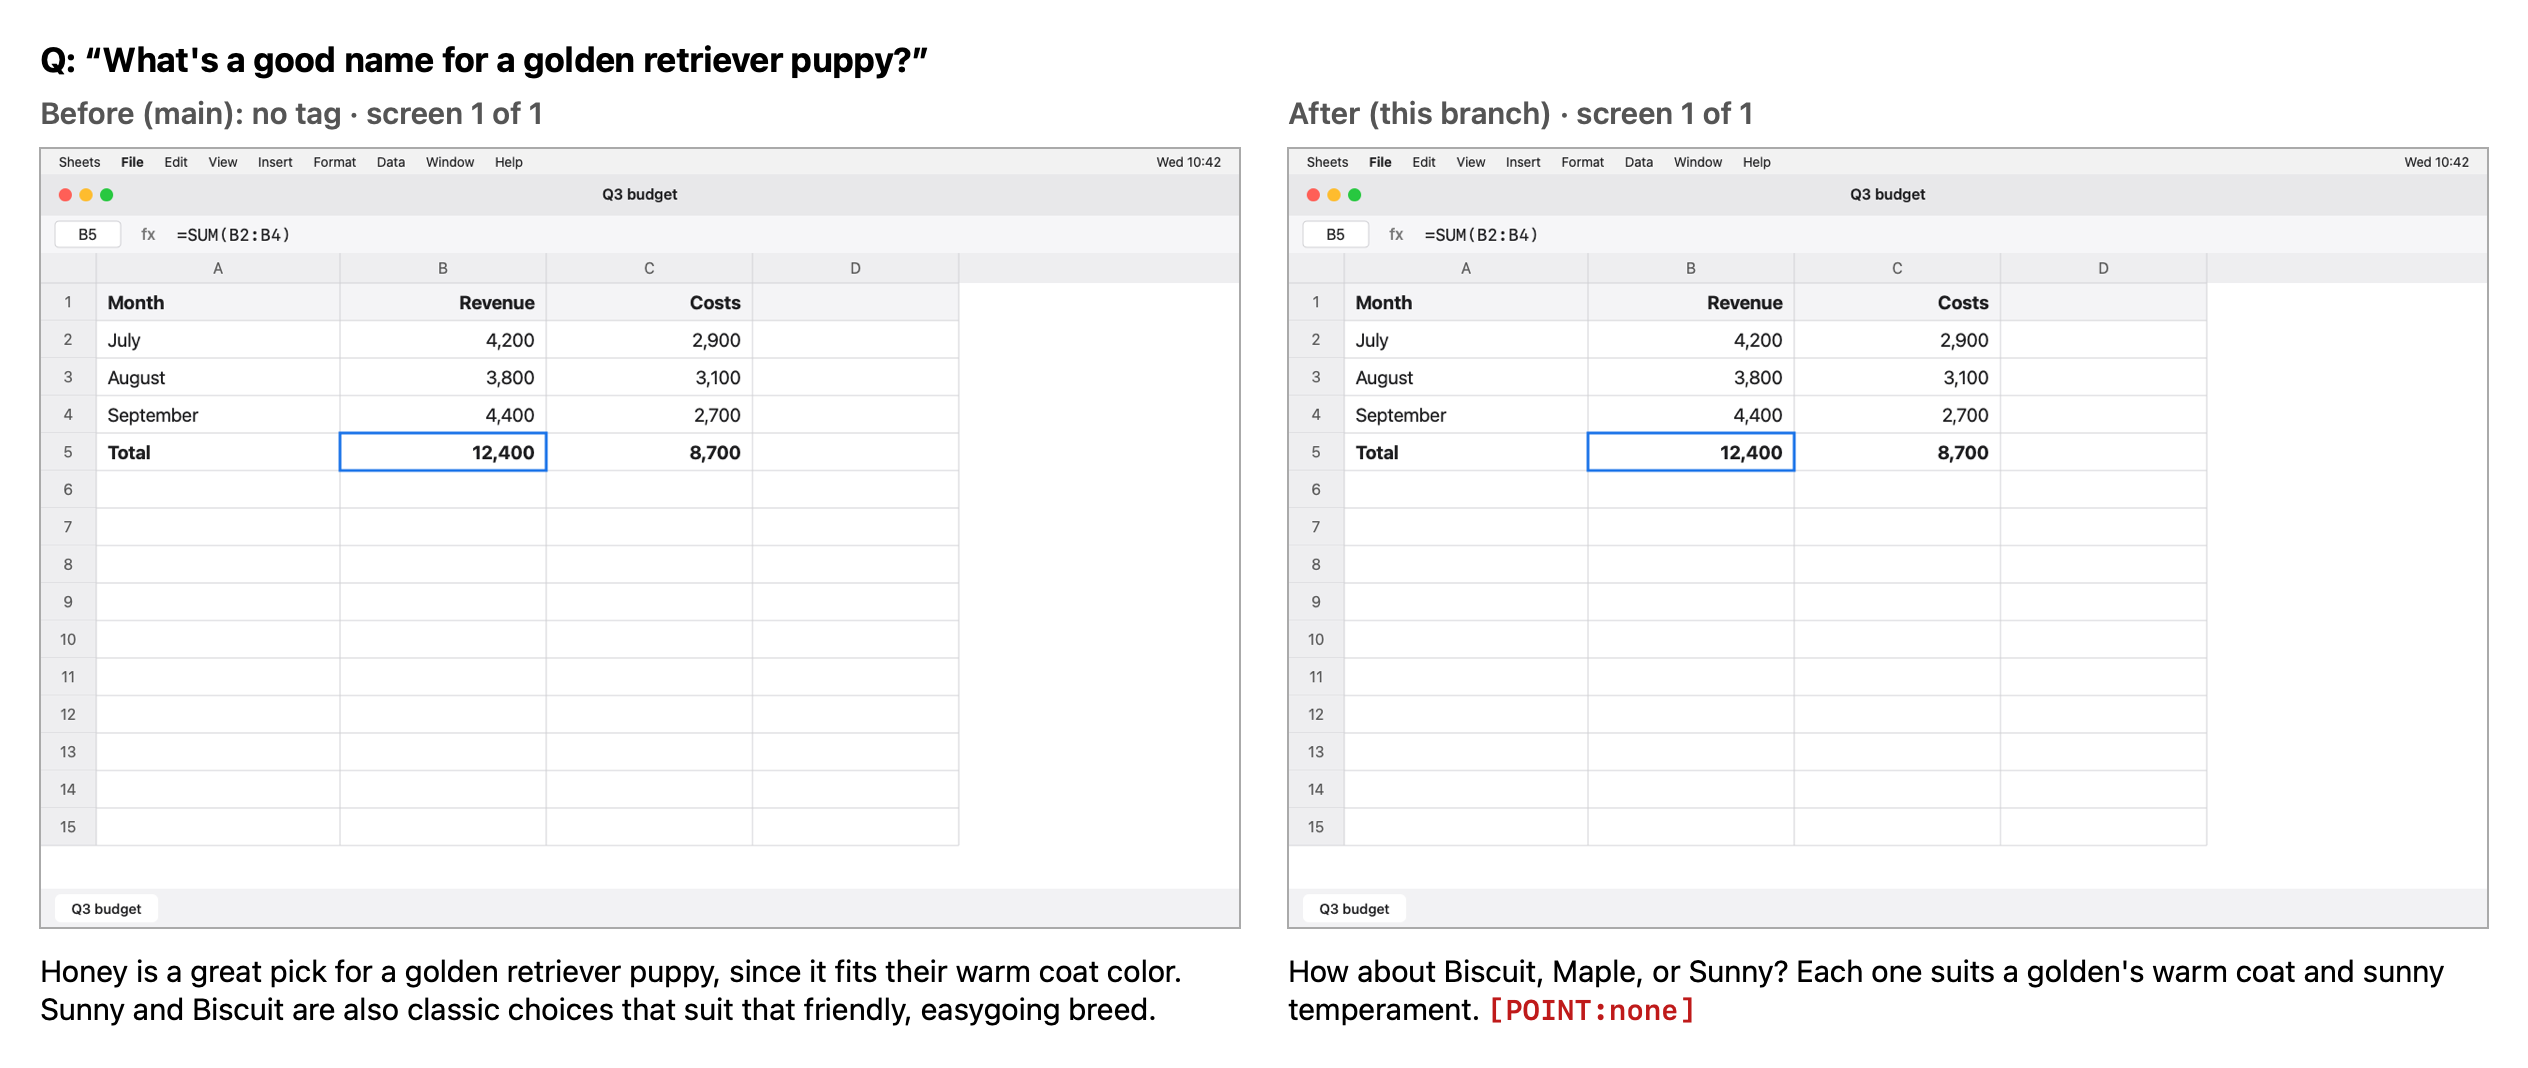 Q: “What's a good name for a golden retriever puppy?”
Before (main): no tag · screen 1 of 1
Sheets File Edit View Insert Format Data Window Help Wed 10:42
Q3 budget
B5 fx =SUM(B2:B4)
A B C D
1 Month Revenue Costs
2 July 4,200 2,900
3 August 3,800 3,100
4 September 4,400 2,700
5 Total 12,400 8,700
6
7
8
9
10
11
12
13
14
15
Q3 budget
Honey is a great pick for a golden retriever puppy, since it fits their warm coat color.
Sunny and Biscuit are also classic choices that suit that friendly, easygoing breed.
After (this branch) · screen 1 of 1
Sheets File Edit View Insert Format Data Window Help Wed 10:42
Q3 budget
B5 fx =SUM(B2:B4)
A B C D
1 Month Revenue Costs
2 July 4,200 2,900
3 August 3,800 3,100
4 September 4,400 2,700
5 Total 12,400 8,700
6
7
8
9
10
11
12
13
14
15
Q3 budget
How about Biscuit, Maple, or Sunny? Each one suits a golden's warm coat and sunny
temperament. [POINT:none]